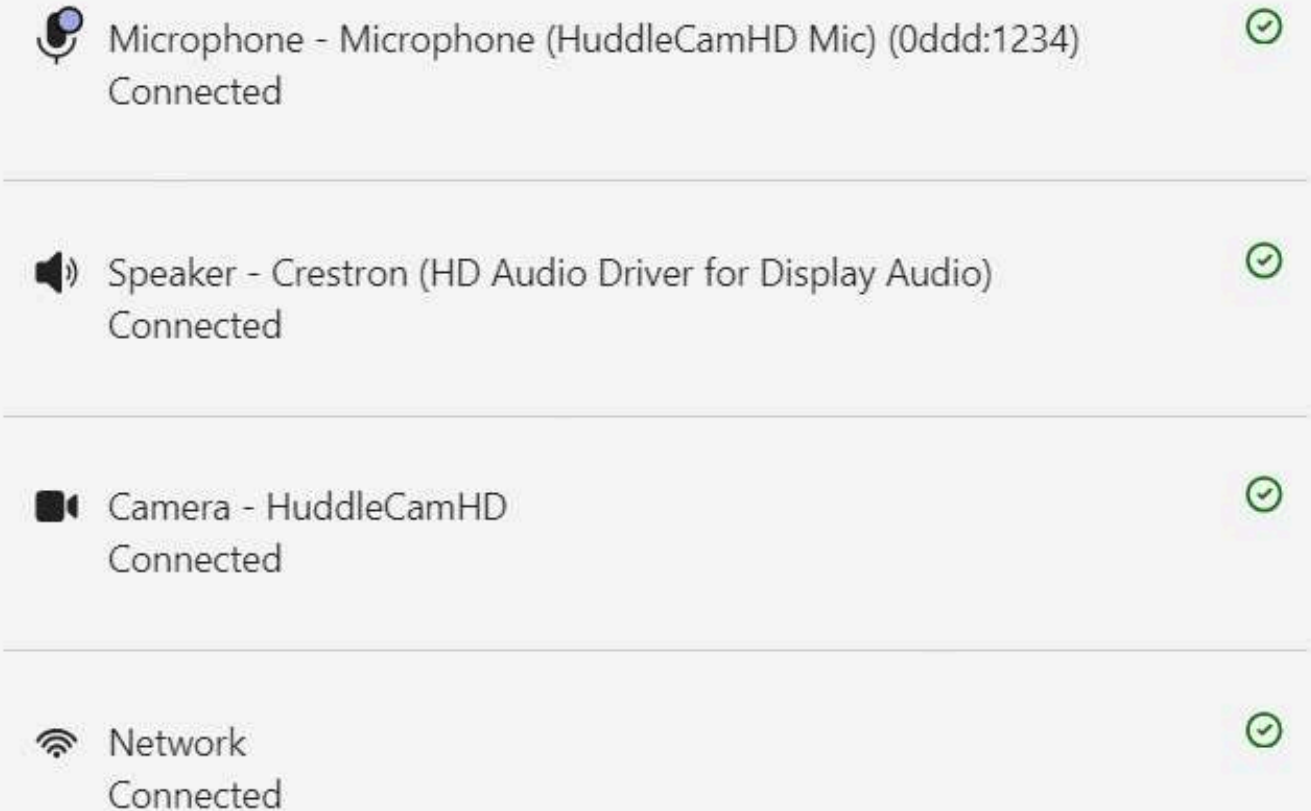 Microphone - Microphone (HuddleCamHD Mic) (0ddd:1234)
Connected
Speaker - Crestron (HD Audio Driver for Display Audio)
Connected
Camera - HuddleCamHD
Connected
Network
Connected